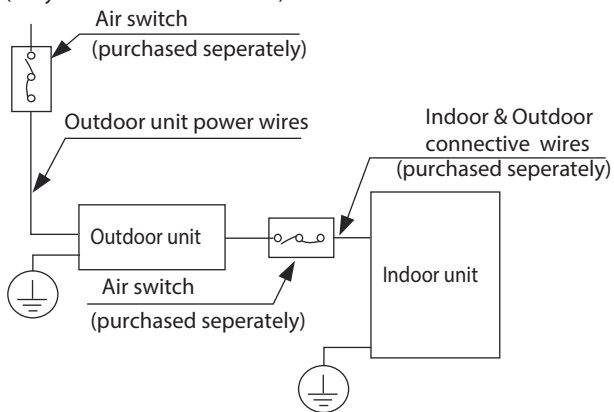 Air switch
(purchased seperately)
Outdoor unit power wires
Indoor & Outdoor
connective wires
(purchased seperately)
Outdoor unit
Indoor unit
Air switch
(purchased seperately)